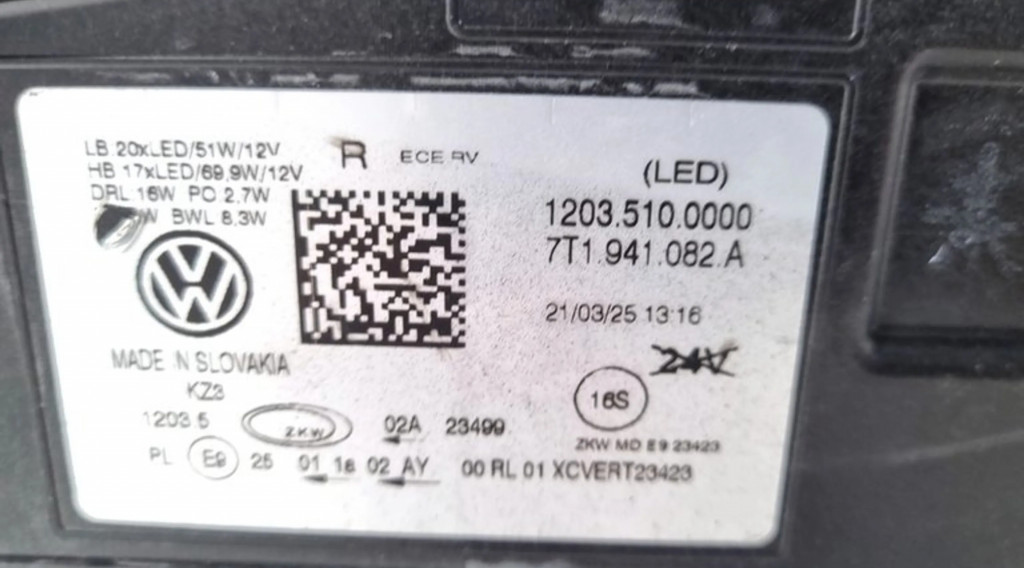 LB 20xLED/51W/12V
HB 17xLED/69,9W/12V
DRL 16W PO 2.7W
W BWL 8,3W
R ECE RV
(LED)
1203.510.0000
7T1.941.082.A
21/03/25 13:16
24V
MADE IN SLOVAKIA
KZ3
16S
1203.5 ZKW 02A 23499
ZKW MD E9 23423
PL E9 25 01 02 AY 00 RL 01 XCVERT23423